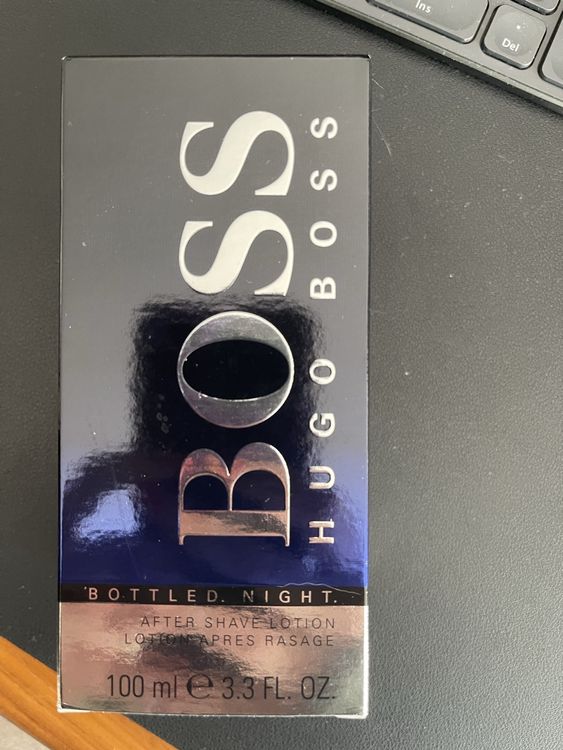 BOSS
HUGO BOSS
BOTTLED. NIGHT.
AFTER SHAVE LOTION
LOTION APRES RASAGE
100 ml ℮ 3.3 FL. OZ.
Ins
Del